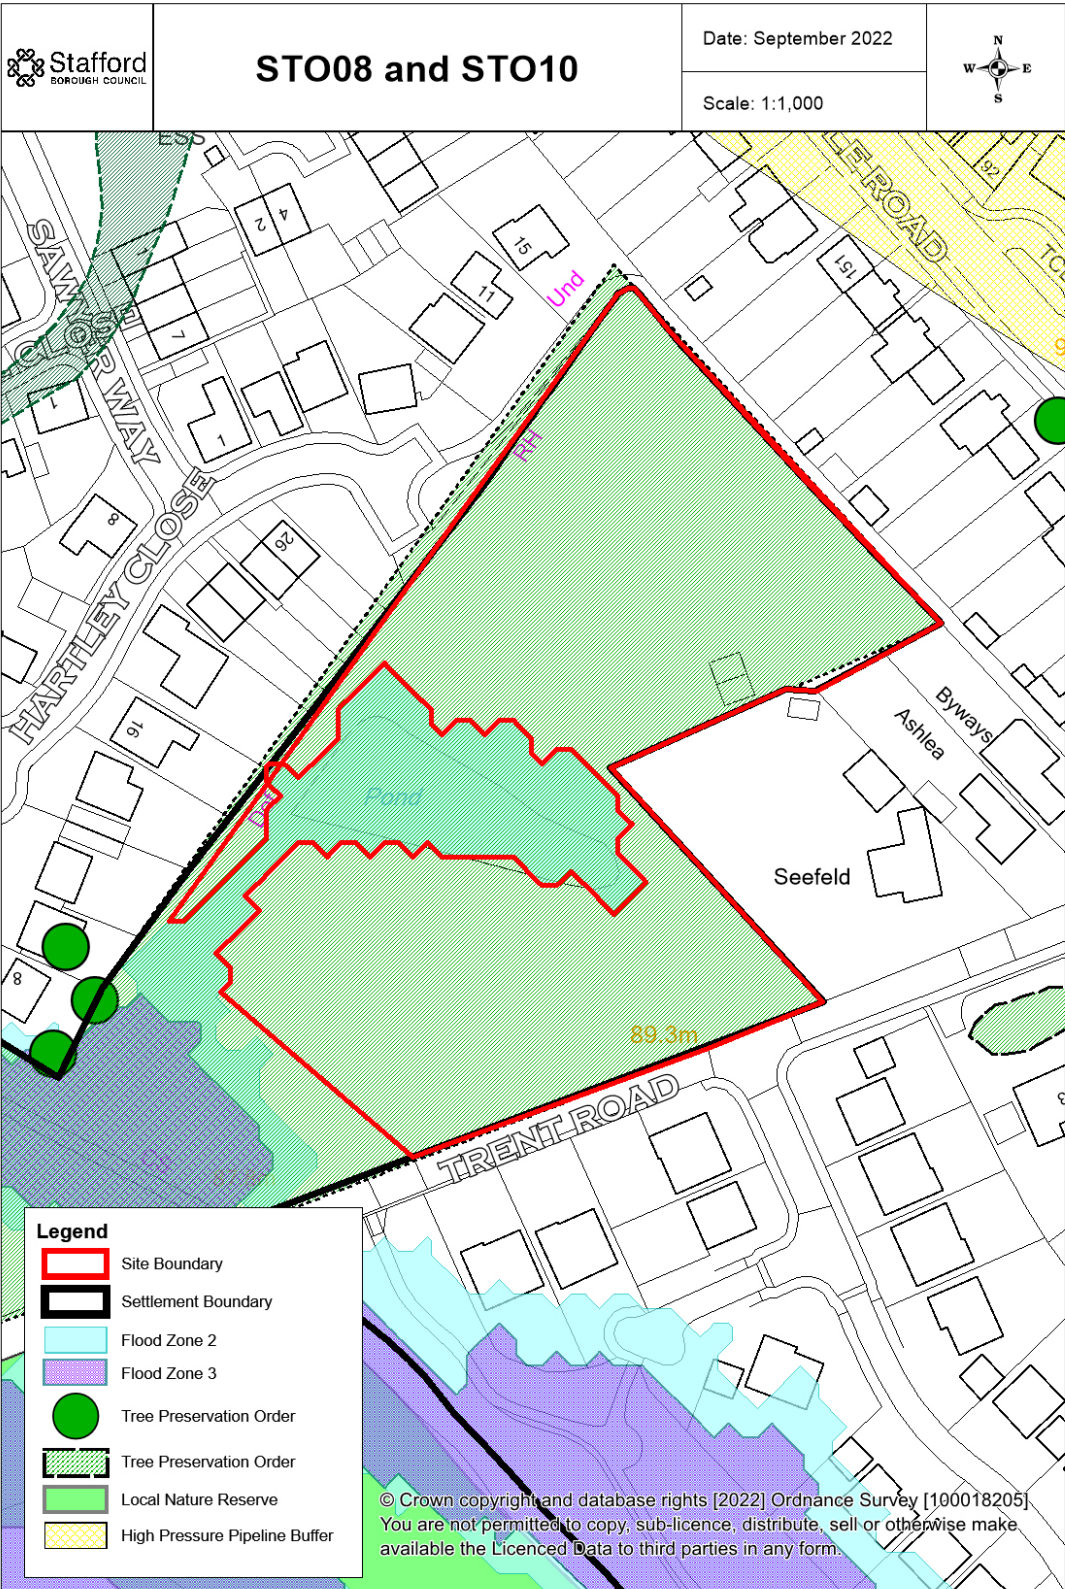 Stafford
BOROUGH COUNCIL
STO08 and STO10
Date: September 2022
Scale: 1:1,000
N
W E
S
92
LE ROAD
2
4
15
151
Und
11
SAWYER WAY
CLOSE
7
1
1
RH
8
26
HARTLEY CLOSE
16
Byways
Ashlea
Pond
Def
Seefeld
8
89.3m
TRENT ROAD
3
Legend
Site Boundary
Settlement Boundary
Flood Zone 2
Flood Zone 3
Tree Preservation Order
Tree Preservation Order
Local Nature Reserve
High Pressure Pipeline Buffer
© Crown copyright and database rights [2022] Ordnance Survey [100018205].
You are not permitted to copy, sub-licence, distribute, sell or otherwise make
available the Licenced Data to third parties in any form.